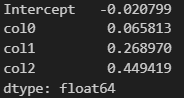 Intercept   -0.020799
col0         0.065813
col1         0.268970
col2         0.449419
dtype: float64